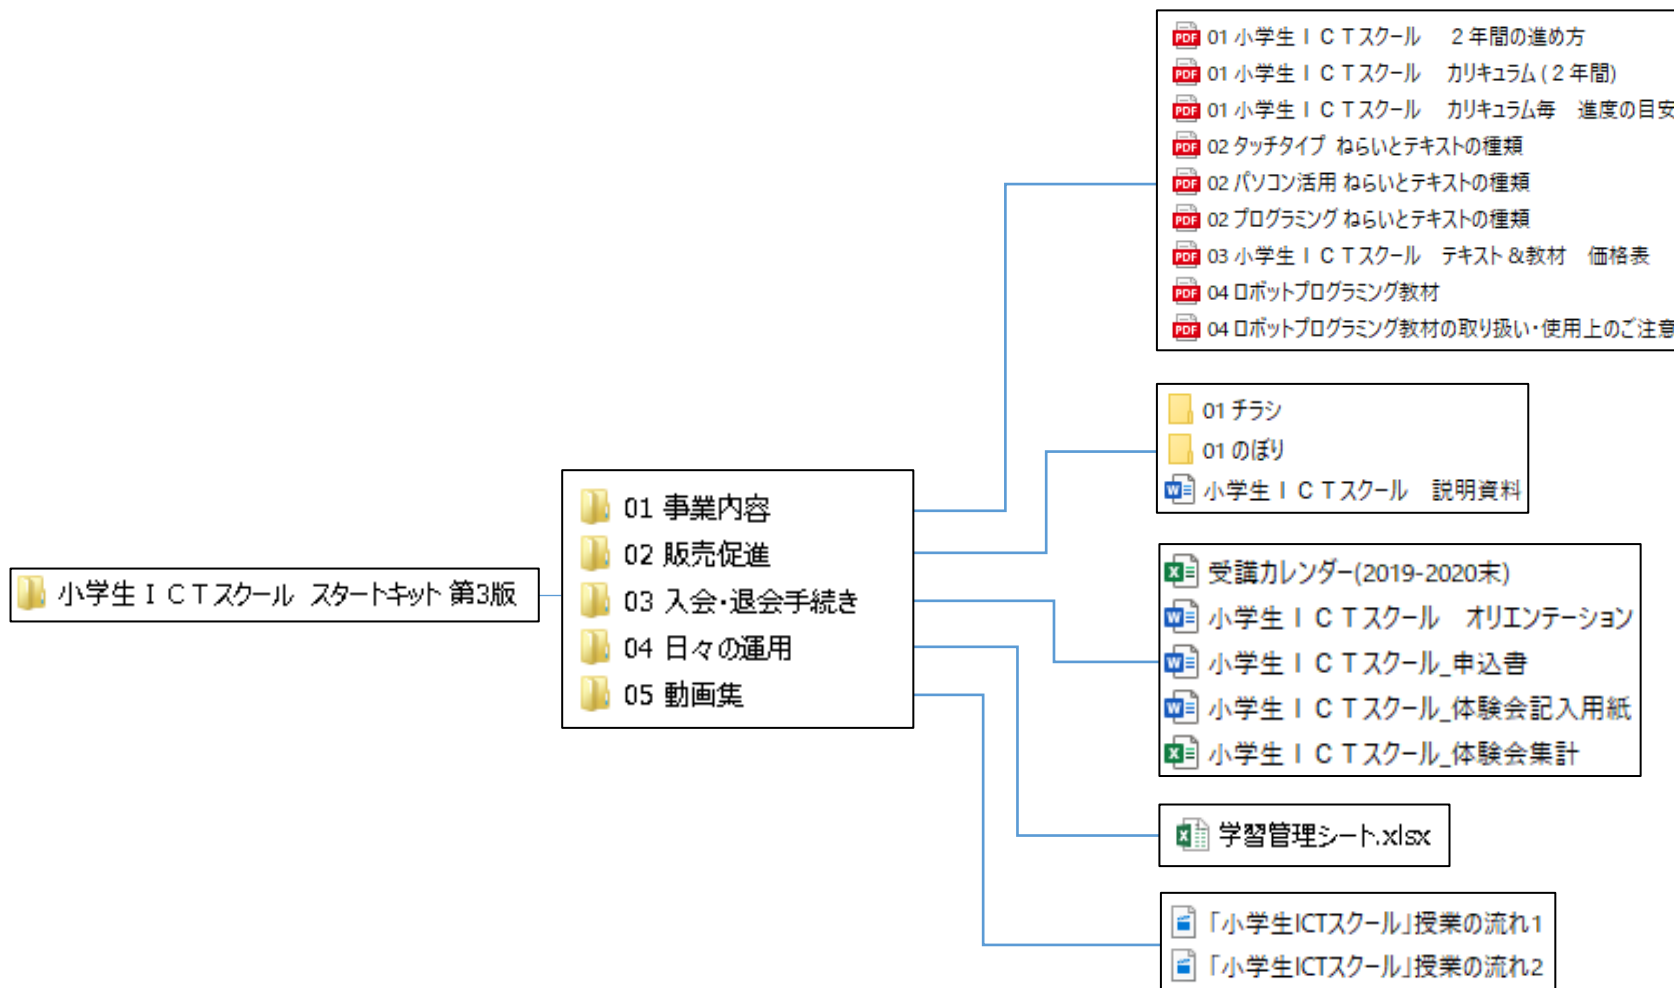 小学生ＩＣＴスクール スタートキット 第3版
01 事業内容
02 販売促進
03 入会・退会手続き
04 日々の運用
05 動画集
01 小学生ＩＣＴスクール　２年間の進め方
01 小学生ＩＣＴスクール　カリキュラム(２年間)
01 小学生ＩＣＴスクール　カリキュラム毎　進度の目安
02 タッチタイプ ねらいとテキストの種類
02 パソコン活用 ねらいとテキストの種類
02 プログラミング ねらいとテキストの種類
03 小学生ＩＣＴスクール　テキスト＆教材　価格表
04 ロボットプログラミング教材
04 ロボットプログラミング教材の取り扱い・使用上のご注意
01 チラシ
01 のぼり
小学生ＩＣＴスクール　説明資料
受講カレンダー(2019-2020末)
小学生ＩＣＴスクール　オリエンテーション
小学生ＩＣＴスクール_申込書
小学生ＩＣＴスクール_体験会記入用紙
小学生ＩＣＴスクール_体験会集計
学習管理シート.xlsx
「小学生ICTスクール」授業の流れ1
「小学生ICTスクール」授業の流れ2